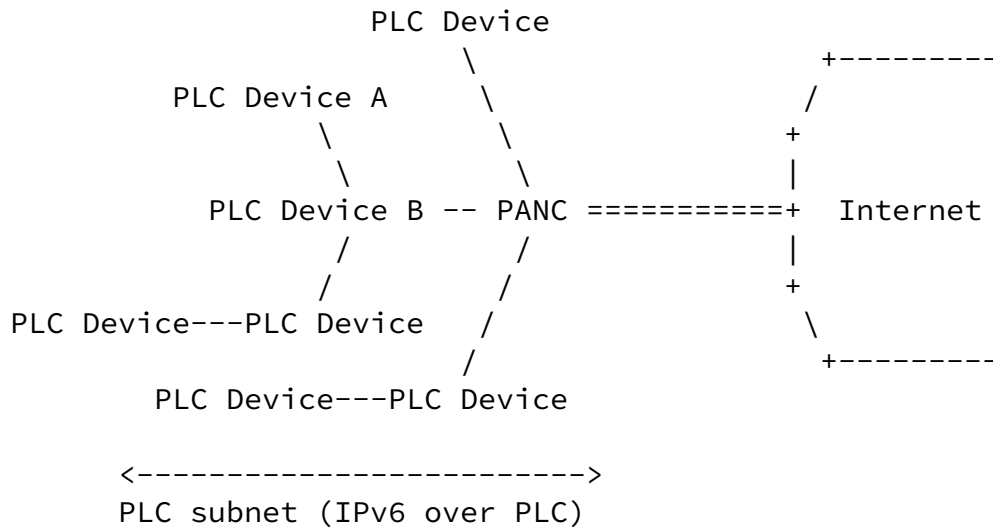 PLC Device
PLC Device A
PLC Device B -- PANC ===========+ Internet
PLC Device---PLC Device
PLC Device---PLC Device
<------------------------->
PLC subnet (IPv6 over PLC)